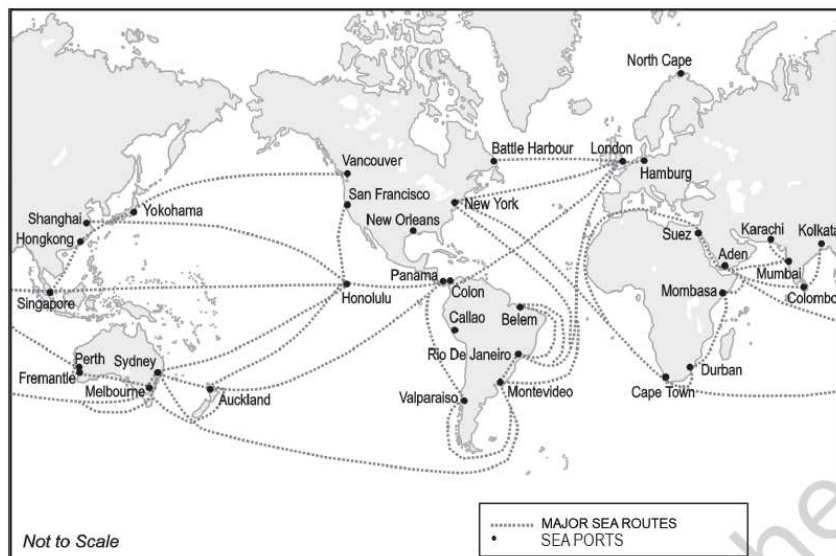 North Cape
Battle Harbour
London
Hamburg
Vancouver
San Francisco
New York
New Orleans
Shanghai
Yokohama
Hongkong
Suez
Karachi
Kolkata
Aden
Mumbai
Panama
Colon
Singapore
Honolulu
Mombasa
Colombo
Callao
Belem
Perth
Sydney
Rio De Janeiro
Fremantle
Durban
Melbourne
Auckland
Valparaiso
Montevideo
Cape Town
MAJOR SEA ROUTES
SEA PORTS
Not to Scale
he